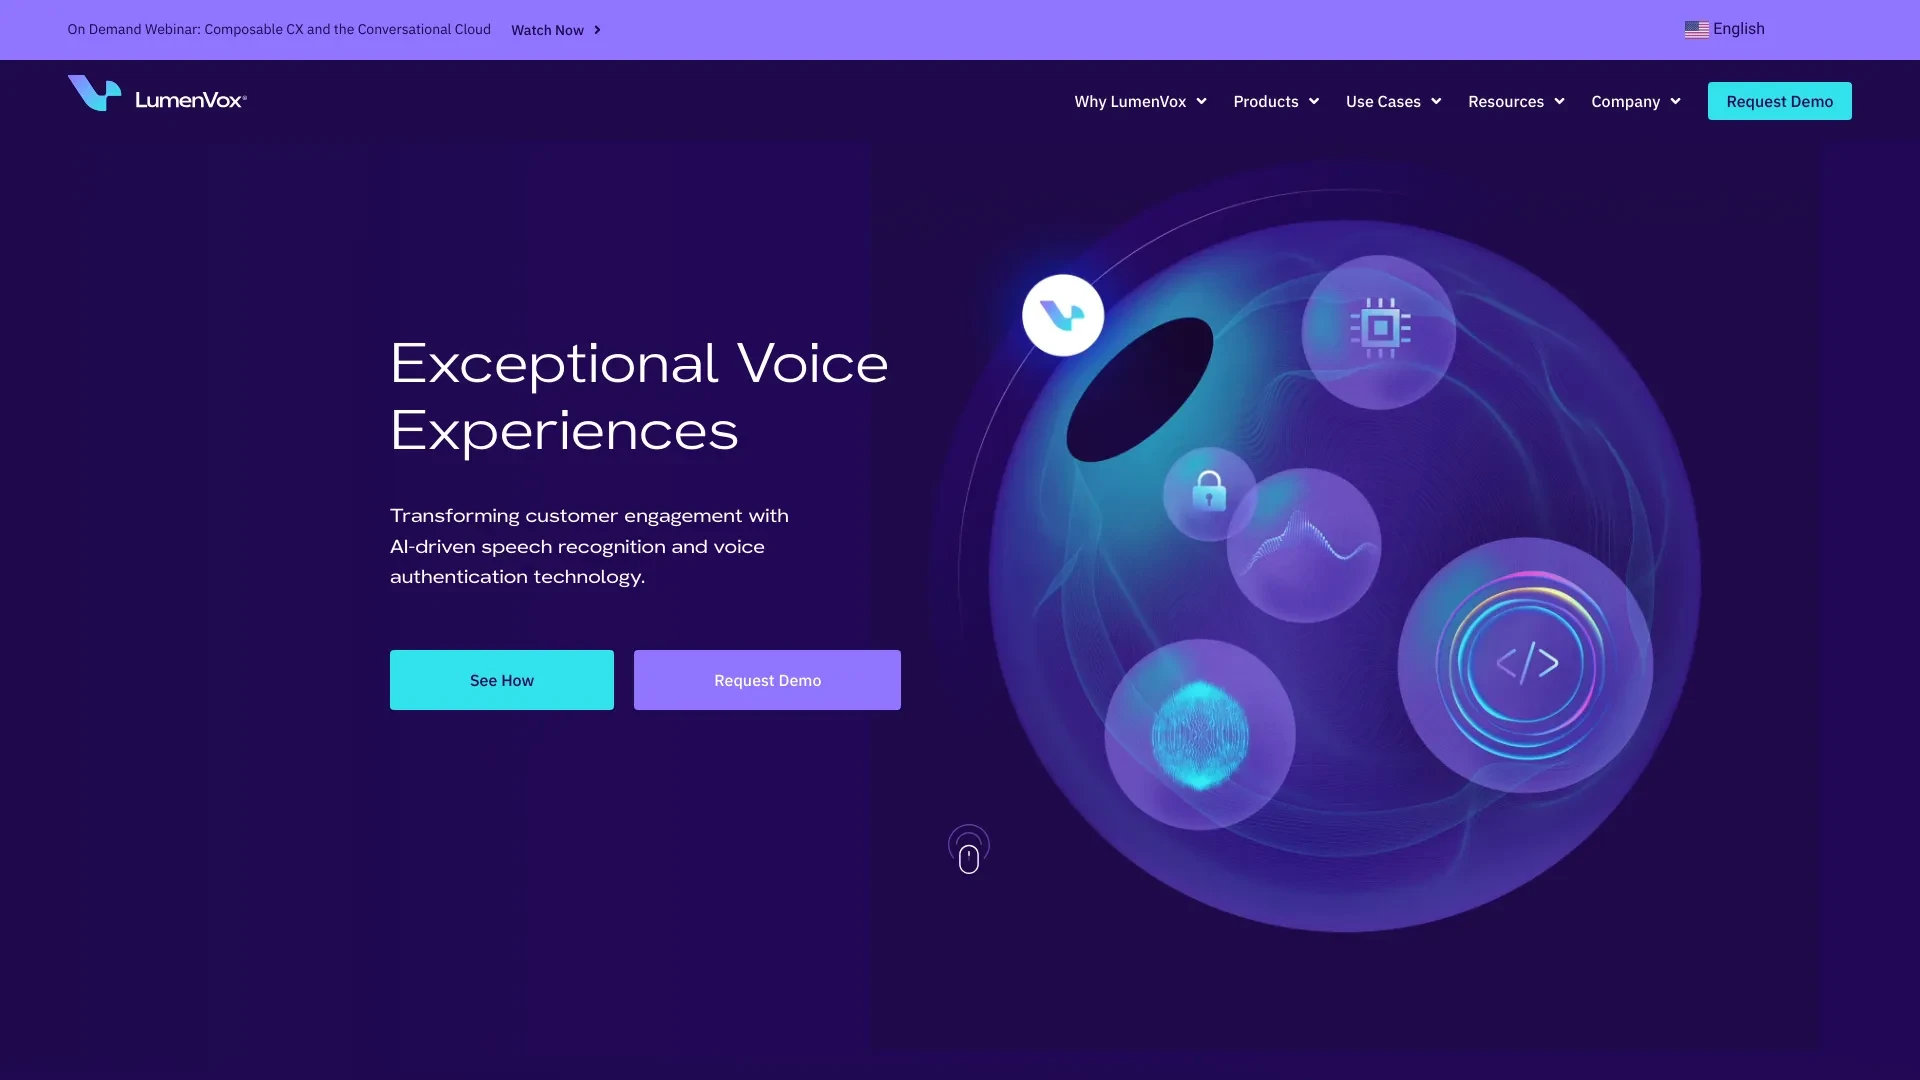 On Demand Webinar: Composable CX and the Conversational Cloud Watch Now
English
LumenVox®
Why LumenVox Products Use Cases Resources Company Request Demo
Exceptional Voice
Experiences
Transforming customer engagement with
AI-driven speech recognition and voice
authentication technology.
See How Request Demo